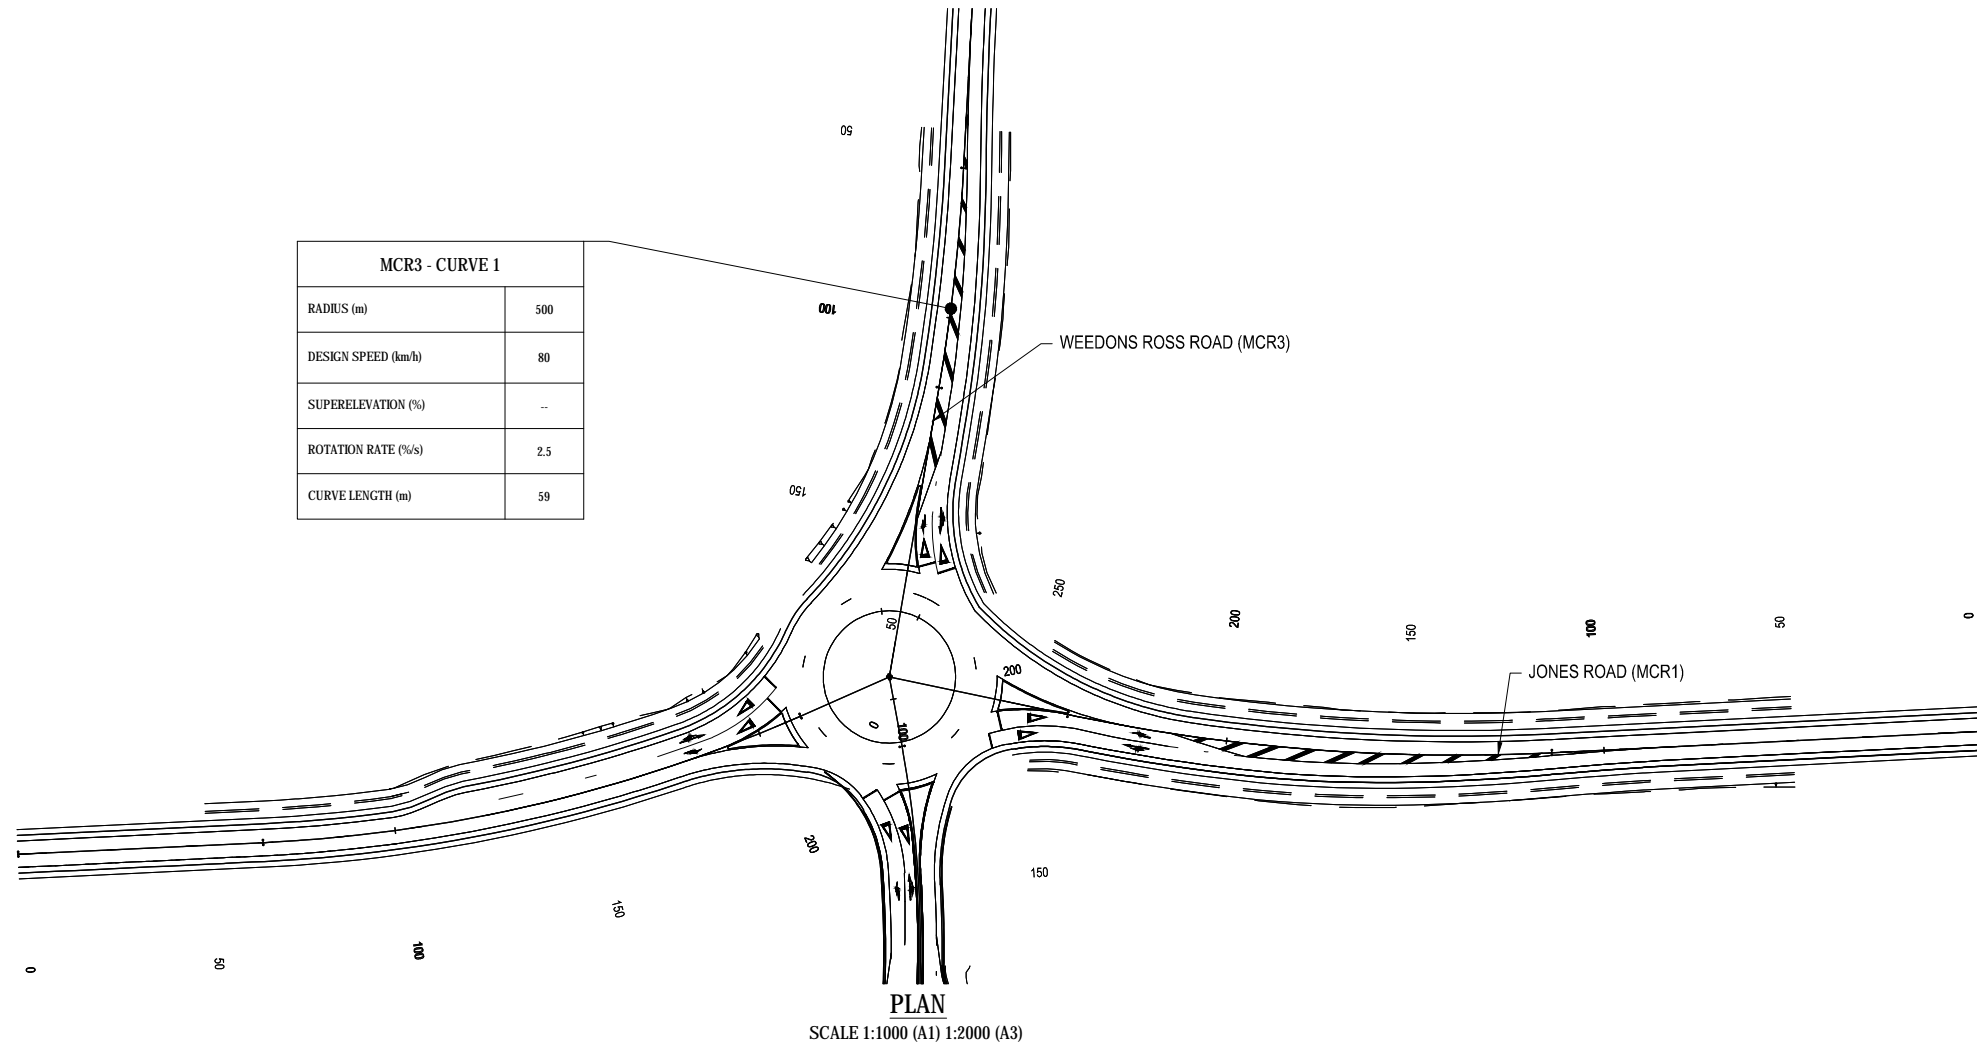 50
MCR3 - CURVE 1
RADIUS (m) 500
DESIGN SPEED (km/h) 80
SUPERELEVATION (%) --
ROTATION RATE (%/s) 2.5
CURVE LENGTH (m) 59
100
WEEDONS ROSS ROAD (MCR3)
150
250
200
150
100
50
0
50
200
JONES ROAD (MCR1)
0
100
200
150
150
100
50
0
PLAN
SCALE 1:1000 (A1) 1:2000 (A3)